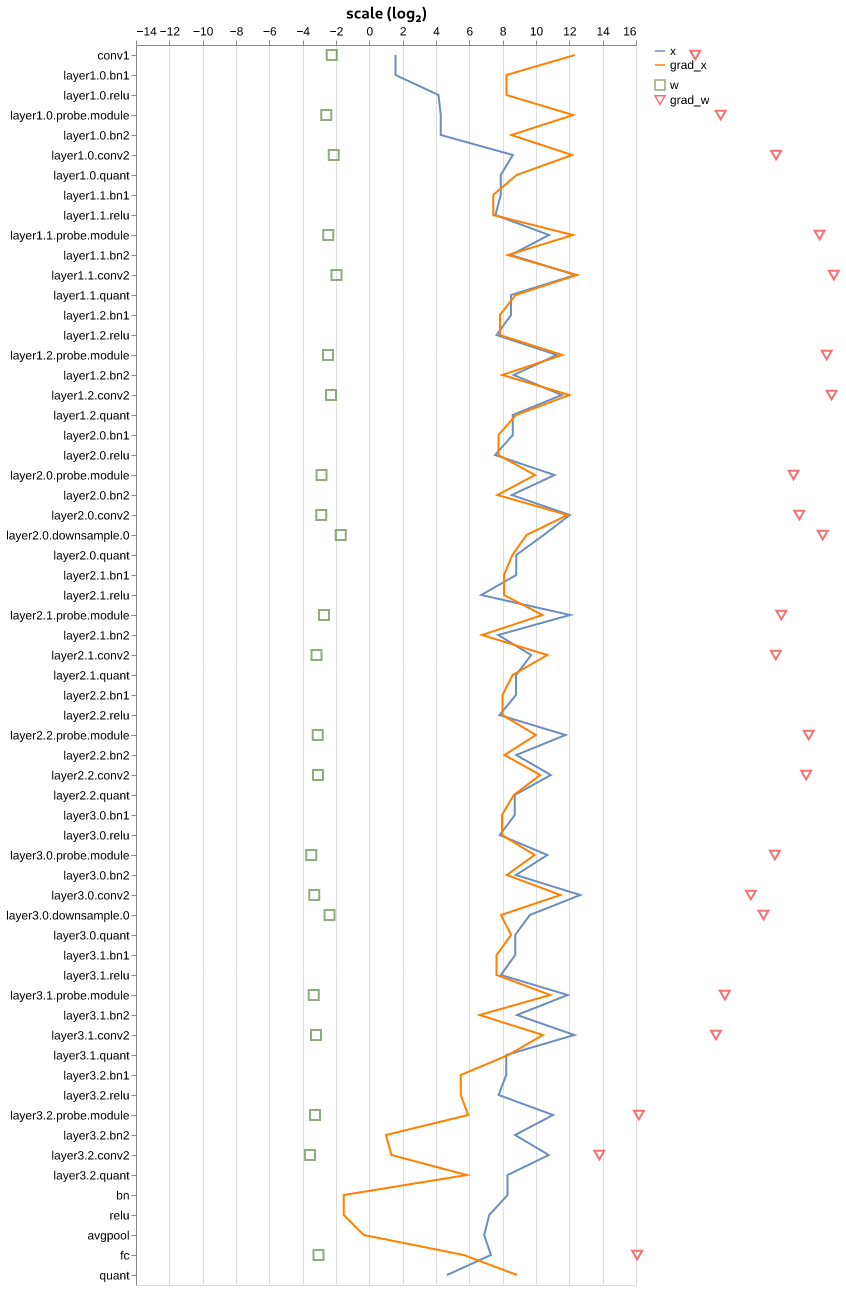 scale (log₂)
−14 −12 −10 −8 −6 −4 −2 0 2 4 6 8 10 12 14 16
x
grad_x
w
grad_w
conv1
layer1.0.bn1
layer1.0.relu
layer1.0.probe.module
layer1.0.bn2
layer1.0.conv2
layer1.0.quant
layer1.1.bn1
layer1.1.relu
layer1.1.probe.module
layer1.1.bn2
layer1.1.conv2
layer1.1.quant
layer1.2.bn1
layer1.2.relu
layer1.2.probe.module
layer1.2.bn2
layer1.2.conv2
layer1.2.quant
layer2.0.bn1
layer2.0.relu
layer2.0.probe.module
layer2.0.bn2
layer2.0.conv2
layer2.0.downsample.0
layer2.0.quant
layer2.1.bn1
layer2.1.relu
layer2.1.probe.module
layer2.1.bn2
layer2.1.conv2
layer2.1.quant
layer2.2.bn1
layer2.2.relu
layer2.2.probe.module
layer2.2.bn2
layer2.2.conv2
layer2.2.quant
layer3.0.bn1
layer3.0.relu
layer3.0.probe.module
layer3.0.bn2
layer3.0.conv2
layer3.0.downsample.0
layer3.0.quant
layer3.1.bn1
layer3.1.relu
layer3.1.probe.module
layer3.1.bn2
layer3.1.conv2
layer3.1.quant
layer3.2.bn1
layer3.2.relu
layer3.2.probe.module
layer3.2.bn2
layer3.2.conv2
layer3.2.quant
bn
relu
avgpool
fc
quant